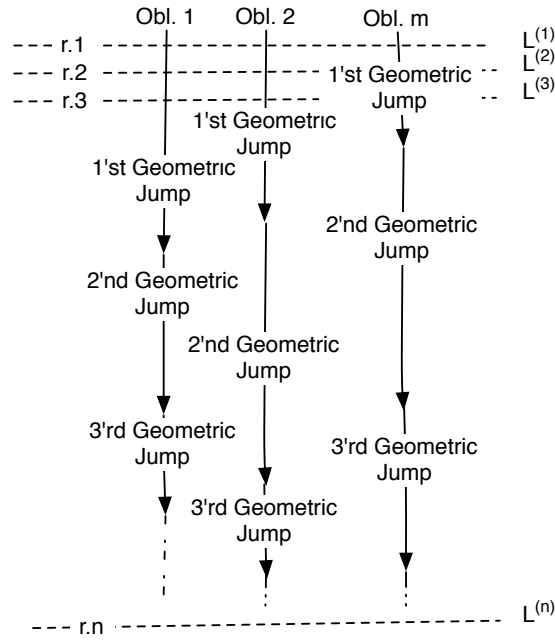 Obl. 1 Obl. 2 Obl. m
r.1 L(1)
r.2 L(2)
r.3 L(3)
1'st Geometric
Jump
1'st Geometric
Jump
1'st Geometric
Jump
2'nd Geometric
Jump
2'nd Geometric
Jump
2'nd Geometric
Jump
3'rd Geometric
Jump
3'rd Geometric
Jump
3'rd Geometric
Jump
r.n L(n)